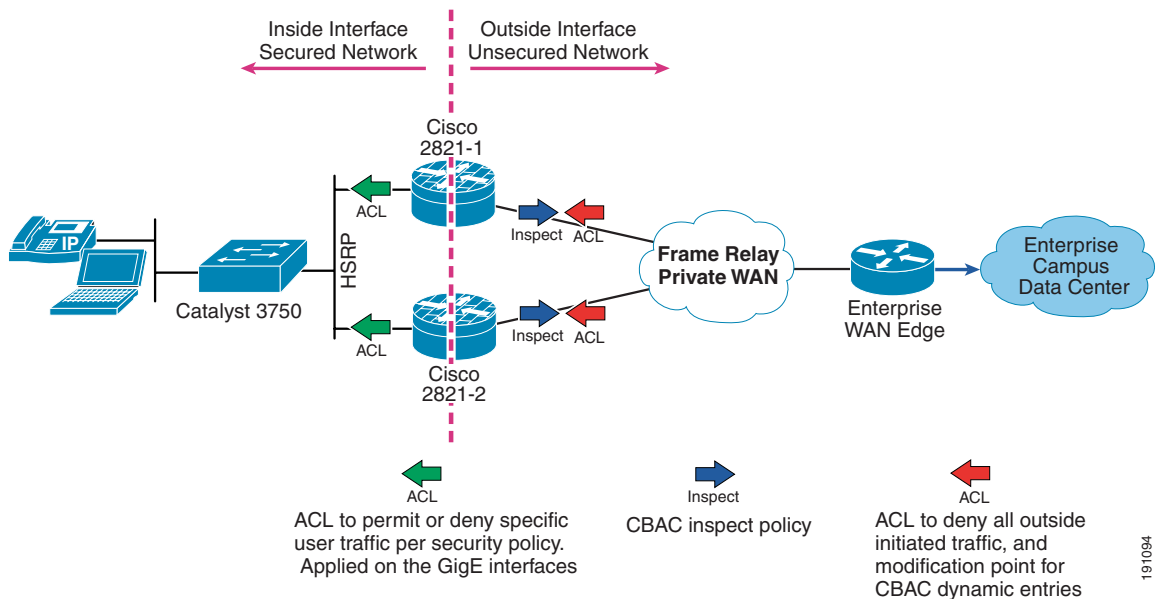 Inside Interface
Secured Network
Outside Interface
Unsecured Network
Cisco
2821-1
ACL
Inspect
ACL
IP
Catalyst 3750
HSRP
Frame Relay
Private WAN
Enterprise
WAN Edge
Enterprise
Campus
Data Center
ACL
Inspect
ACL
Cisco
2821-2
ACL
ACL to permit or deny specific
user traffic per security policy.
Applied on the GigE interfaces
Inspect
CBAC inspect policy
ACL
ACL to deny all outside
initiated traffic, and
modification point for
CBAC dynamic entries
191094